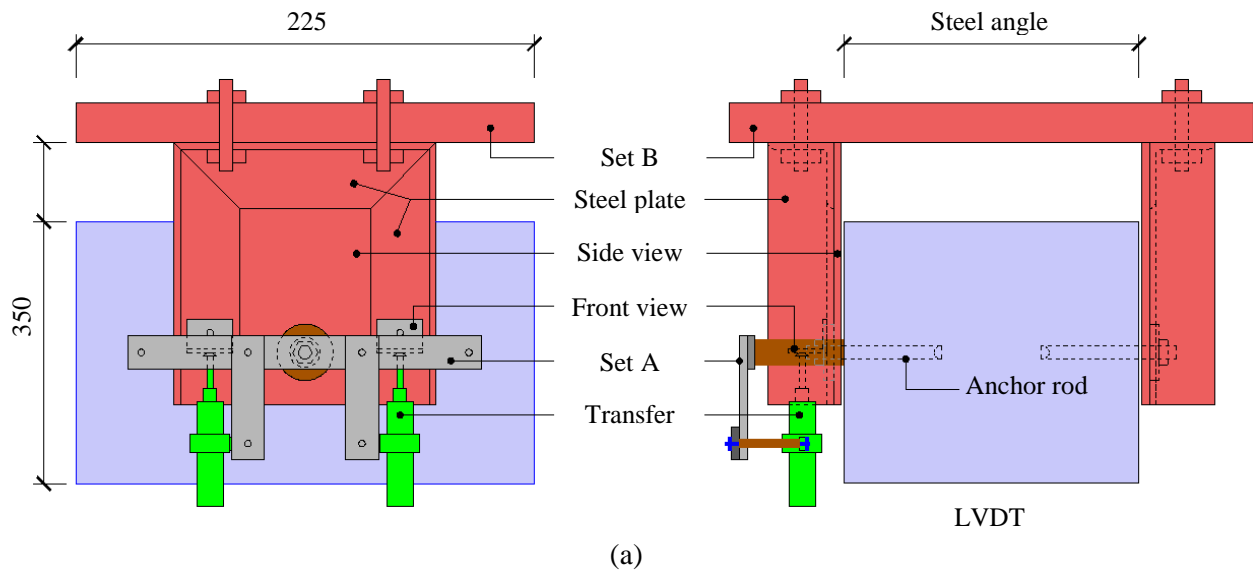 225
Steel angle
Set B
Steel plate
Side view
350
Front view
Set A
Anchor rod
Transfer
LVDT
(a)